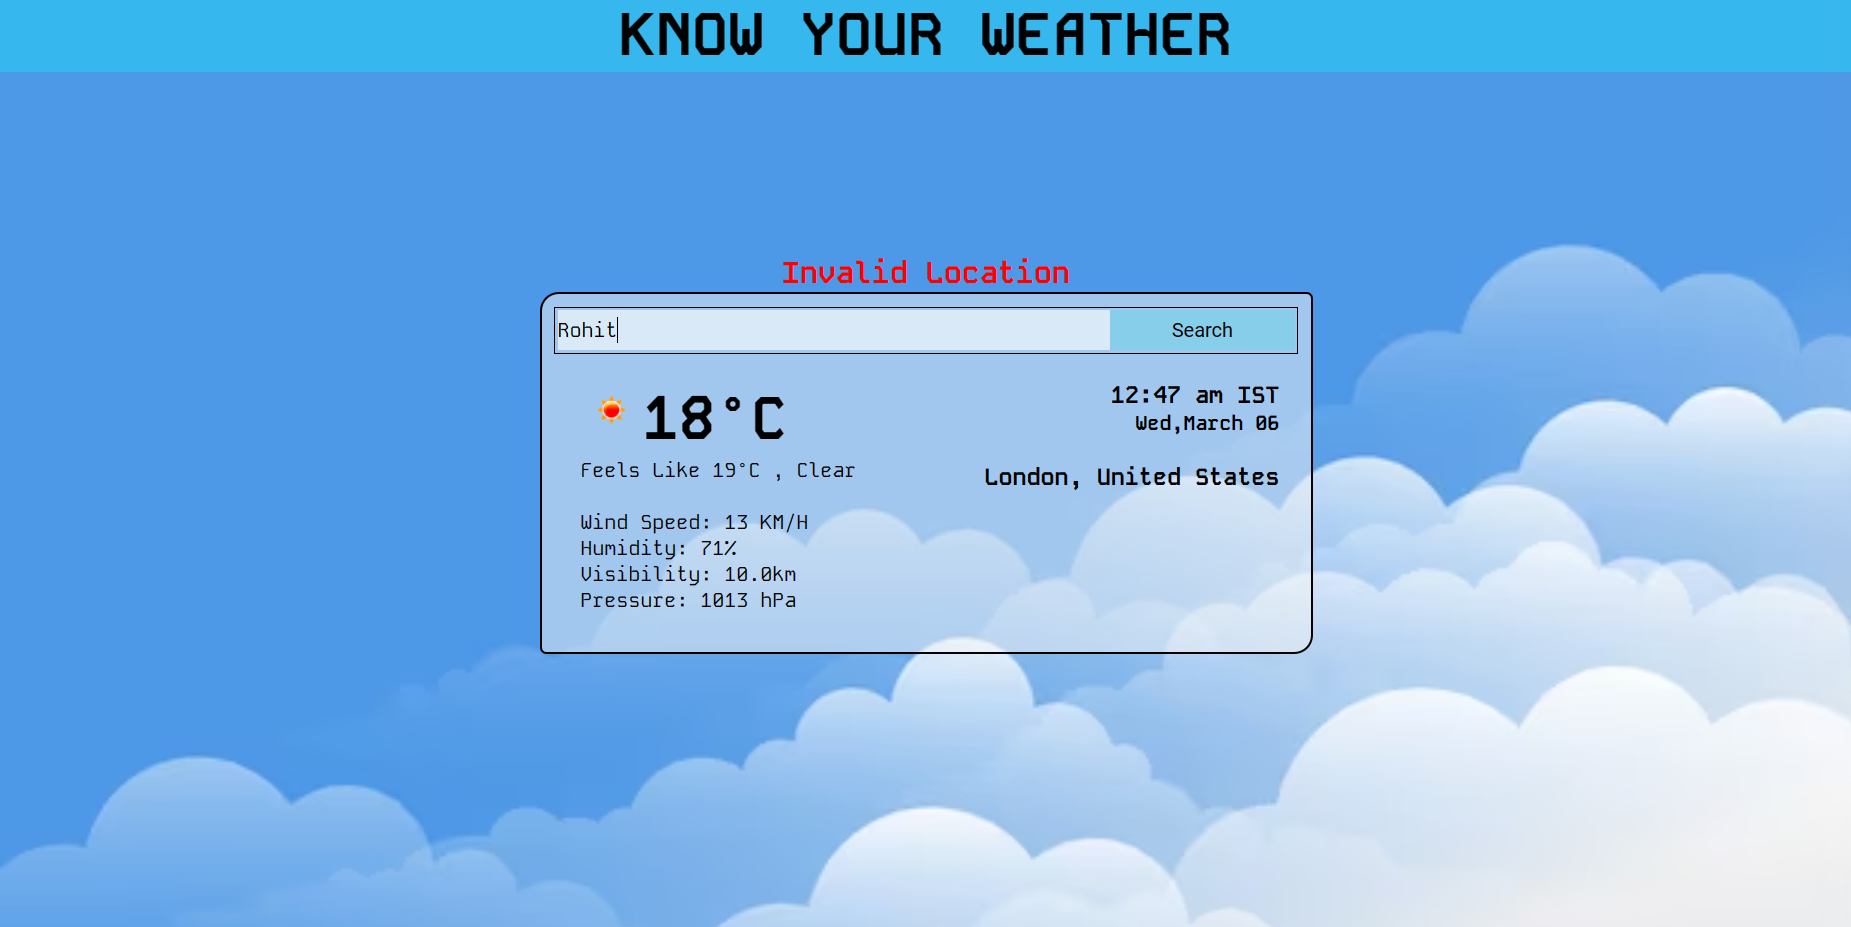 KNOW YOUR WEATHER
Invalid Location
Rohit
Search
18°C
12:47 am IST
Wed,March 06
Feels Like 19°C , Clear
London, United States
Wind Speed: 13 KM/H
Humidity: 71%
Visibility: 10.0km
Pressure: 1013 hPa